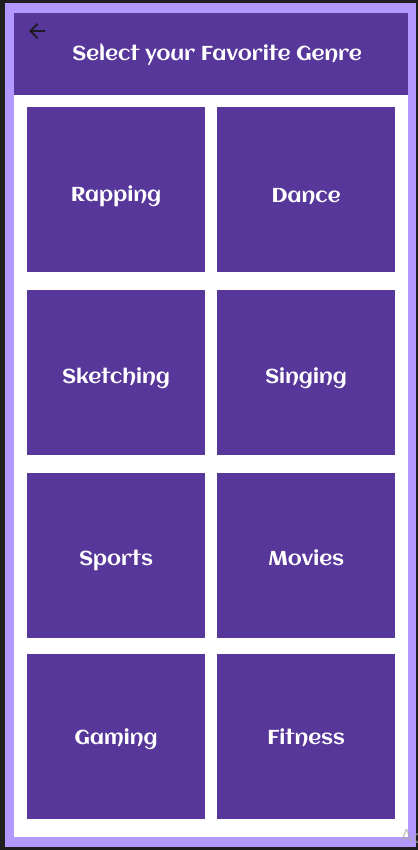 Select your Favorite Genre
Rapping
Dance
Sketching
Singing
Sports
Movies
Gaming
Fitness